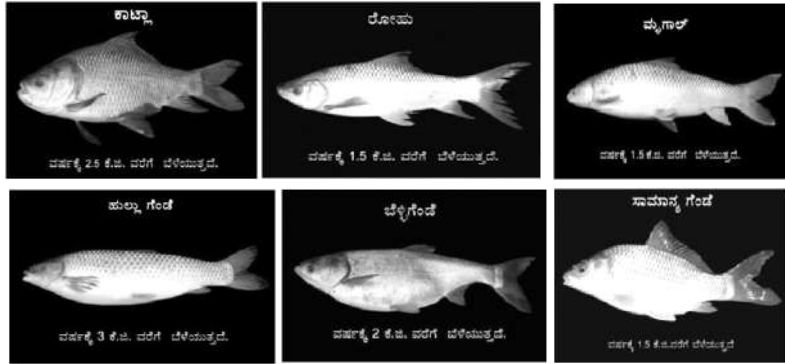 ಕಾಟ್ಲಾ
ವರ್ಷಕ್ಕೆ 2.5 ಕೆ.ಜಿ. ವರೆಗೆ ಬೆಳೆಯುತ್ತದೆ.
ರೋಹು
ವರ್ಷಕ್ಕೆ 1.5 ಕೆ.ಜಿ. ವರೆಗೆ ಬೆಳೆಯುತ್ತದೆ.
ಮೃಗಾಲ್
ವರ್ಷಕ್ಕೆ 1.5 ಕೆ.ಜಿ. ವರೆಗೆ ಬೆಳೆಯುತ್ತದೆ.
ಹುಲ್ಲು ಗೆಂಡೆ
ವರ್ಷಕ್ಕೆ 3 ಕೆ.ಜಿ. ವರೆಗೆ ಬೆಳೆಯುತ್ತದೆ.
ಬೆಳ್ಳಿಗೆಂಡೆ
ವರ್ಷಕ್ಕೆ 2 ಕೆ.ಜಿ. ವರೆಗೆ ಬೆಳೆಯುತ್ತದೆ.
ಸಾಮಾನ್ಯ ಗೆಂಡೆ
ವರ್ಷಕ್ಕೆ 1.5 ಕೆ.ಜಿ.ವರೆಗೆ ಬೆಳೆಯುತ್ತದೆ